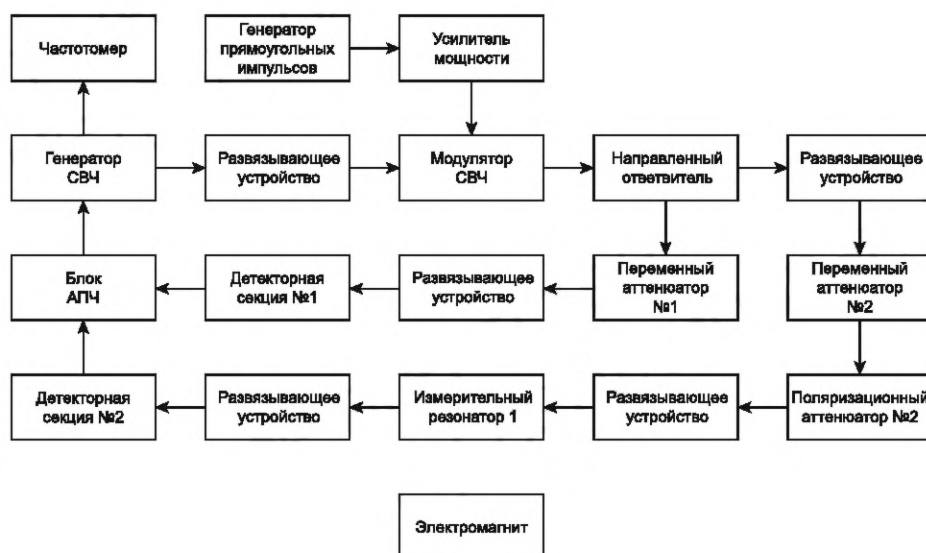 Частотомер
Генератор
прямоугольных
импульсов
Усилитель
мощности
Генератор
СВЧ
Развязывающее
устройство
Модулятор
СВЧ
Направленный
ответвитель
Развязывающее
устройство
Блок
АПЧ
Детекторная
секция №1
Развязывающее
устройство
Переменный
аттенюатор
№1
Переменный
аттенюатор
№2
Детекторная
секция №2
Развязывающее
устройство
Измерительный
резонатор 1
Развязывающее
устройство
Поляризационный
аттенюатор №2
Электромагнит